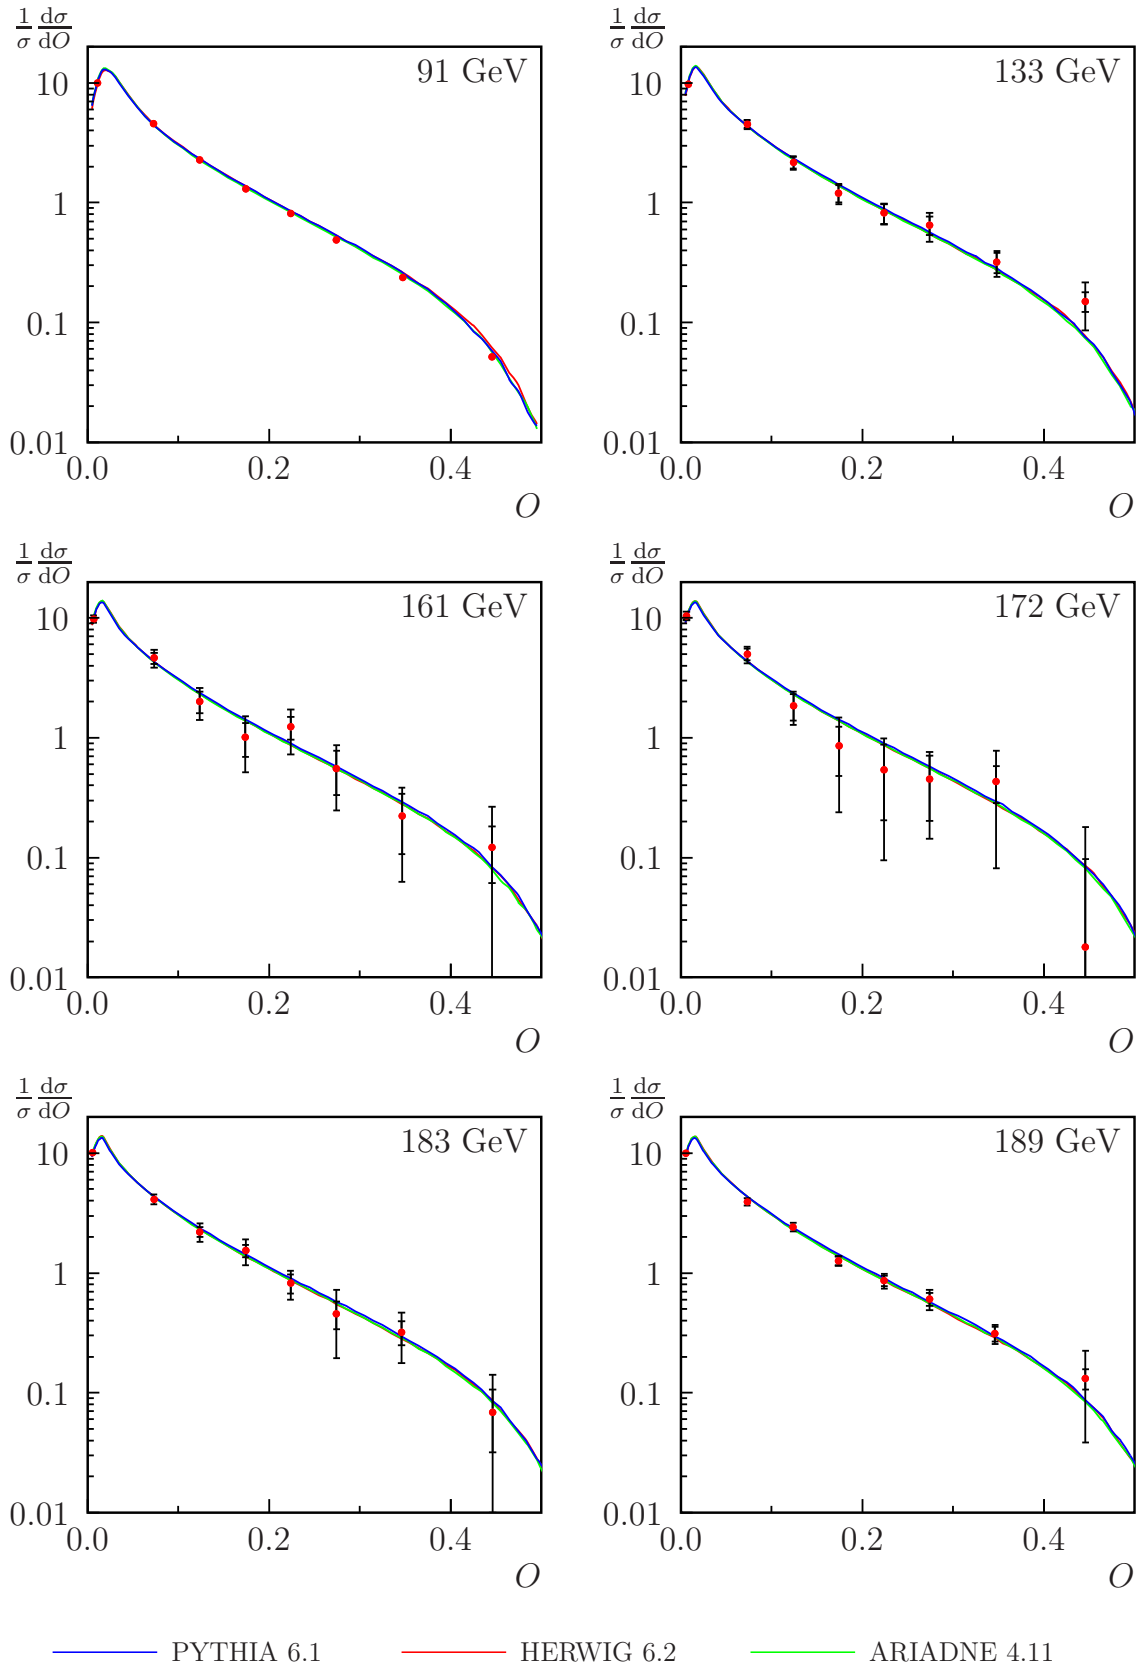 1/σ dσ/dO
91 GeV
10
1
0.1
0.01
0.0 0.2 0.4
O
1/σ dσ/dO
133 GeV
10
1
0.1
0.01
0.0 0.2 0.4
O
1/σ dσ/dO
161 GeV
10
1
0.1
0.01
0.0 0.2 0.4
O
1/σ dσ/dO
172 GeV
10
1
0.1
0.01
0.0 0.2 0.4
O
1/σ dσ/dO
183 GeV
10
1
0.1
0.01
0.0 0.2 0.4
O
1/σ dσ/dO
189 GeV
10
1
0.1
0.01
0.0 0.2 0.4
O
PYTHIA 6.1 HERWIG 6.2 ARIADNE 4.11